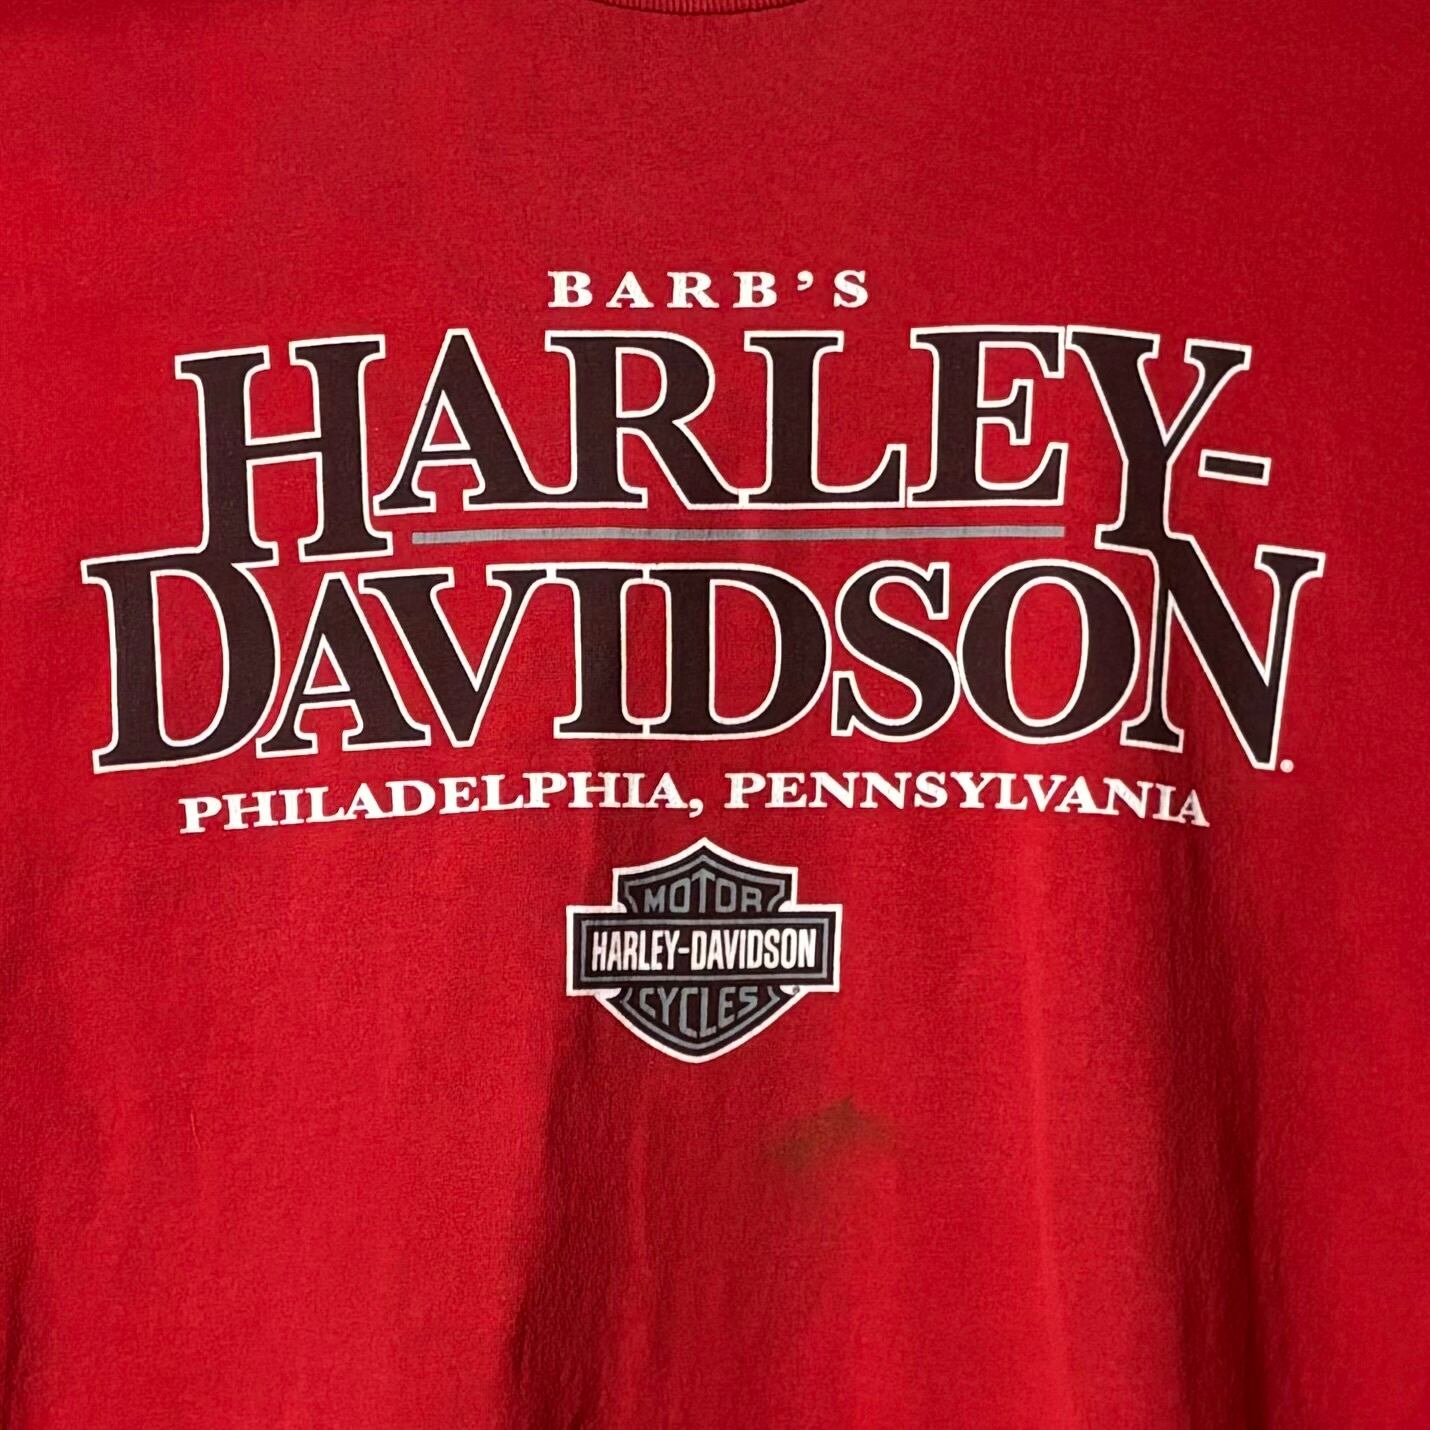 BARB'S
HARLEY-
DAVIDSON.
PHILADELPHIA, PENNSYLVANIA
MOTOR
HARLEY-DAVIDSON
CYCLES